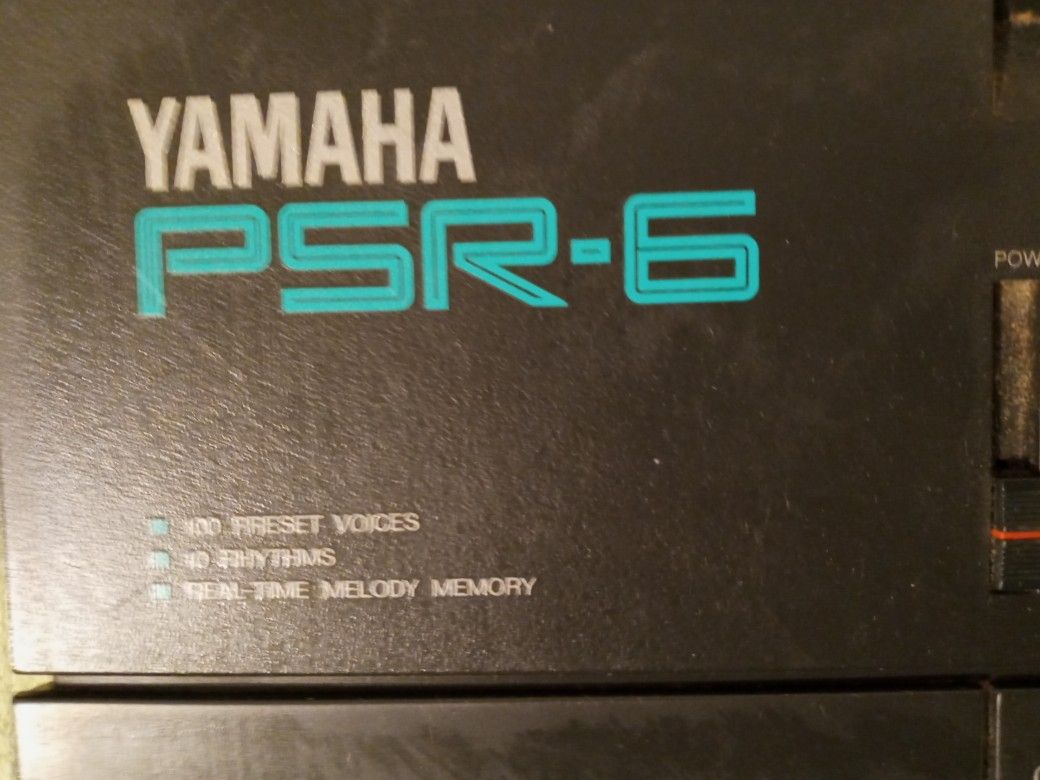 YAMAHA
PSR-6
POW
100 PRESET VOICES
10 RHYTHMS
REAL-TIME MELODY MEMORY